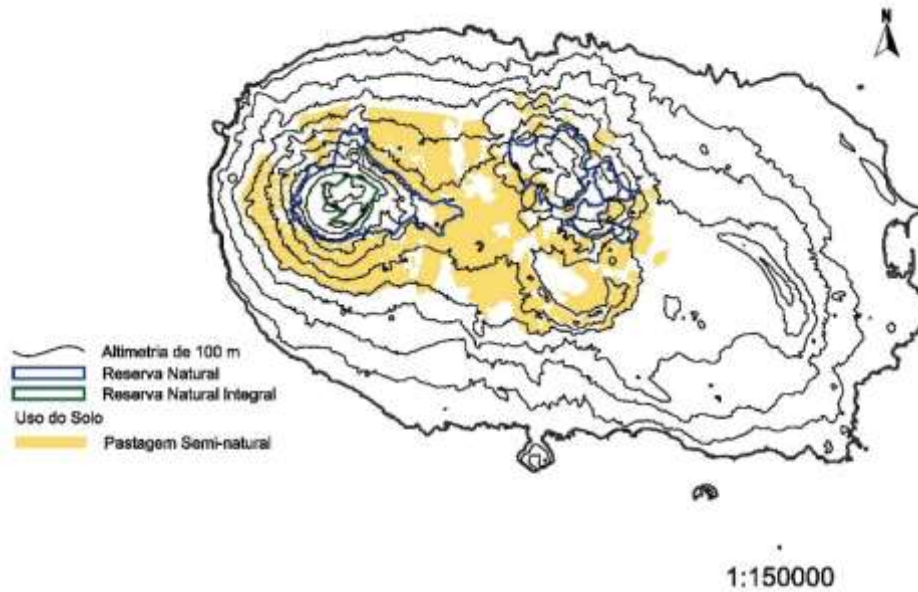 N
Altimetria de 100 m
Reserva Natural
Reserva Natural Integral
Uso do Solo
Pastagem Semi-natural
1:150000